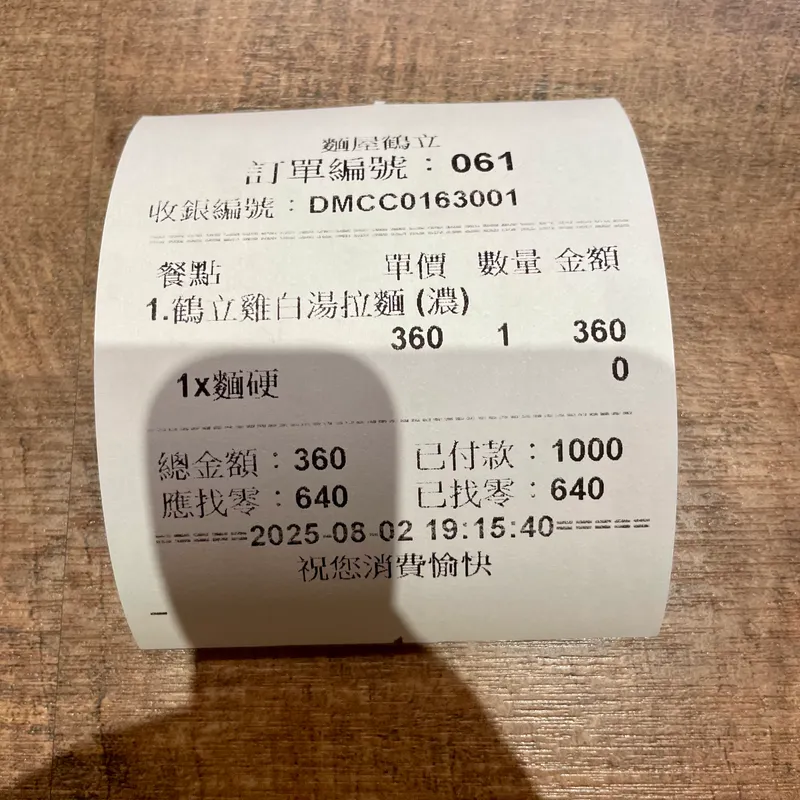 麵屋鶴立
訂單編號：061
收銀編號：DMCC0163001
餐點 單價 數量 金額
1.鶴立雞白湯拉麵 (濃)
360 1 360
1x麵硬 0
總金額：360 已付款：1000
應找零：640 已找零：640
=====2025-08-02 19:15:40=====
祝您消費愉快